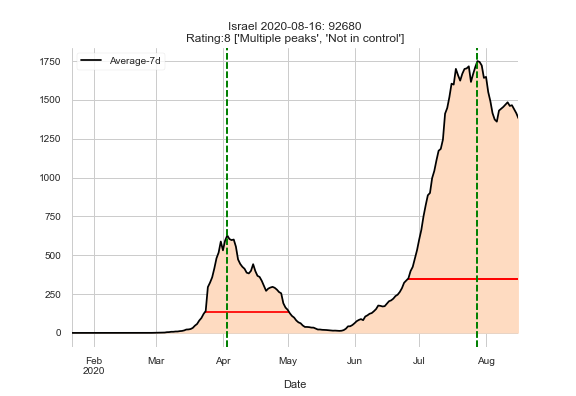 Israel 2020-08-16: 92680
Rating:8 ['Multiple peaks', 'Not in control']
Average-7d
1750
1500
1250
1000
750
500
250
0
Feb
2020
Mar
Apr
May
Jun
Jul
Aug
Date